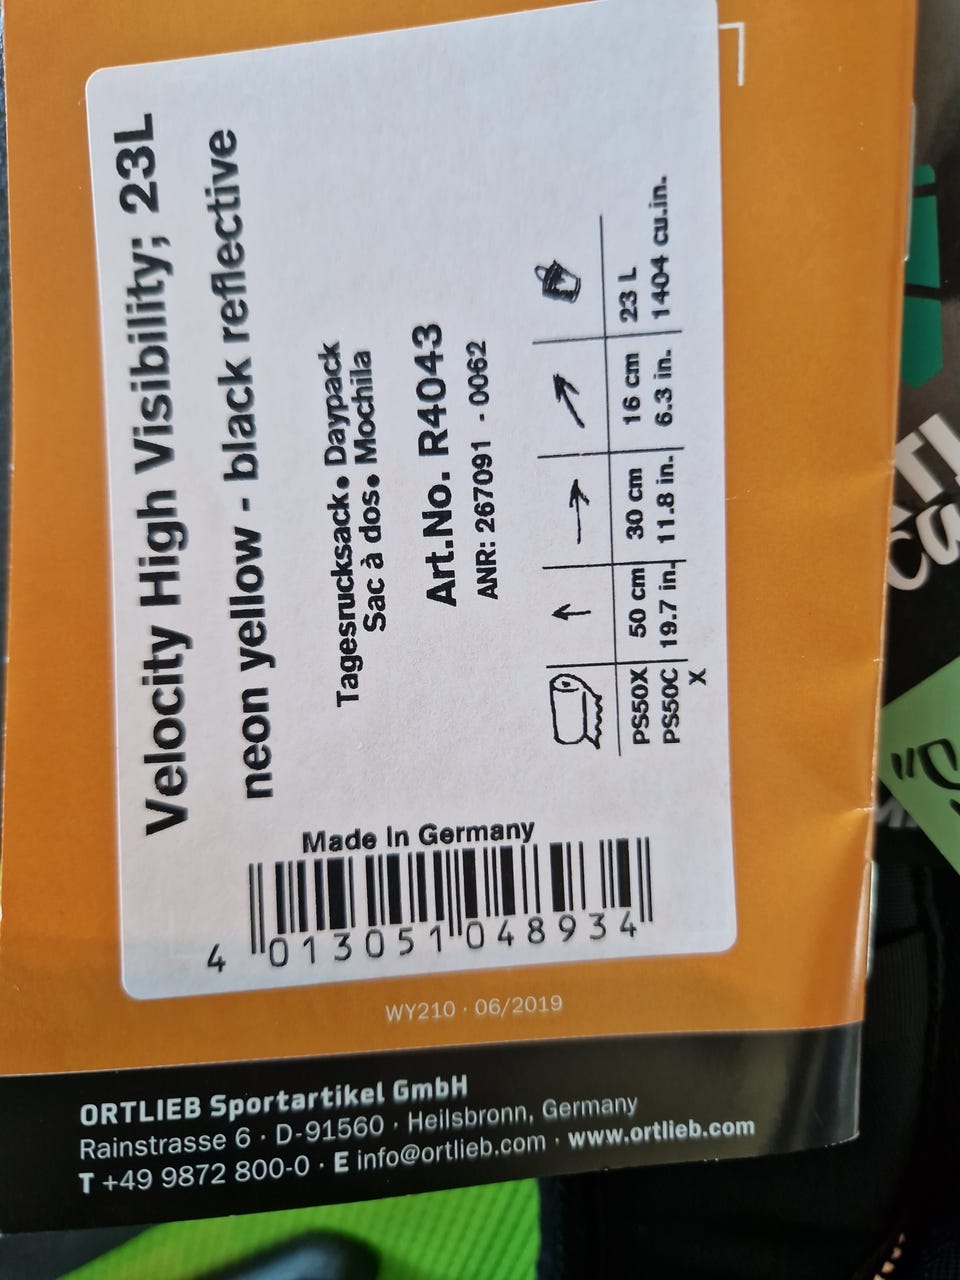 Velocity High Visibility; 23L
neon yellow - black reflective
Tagesrucksack• Daypack
Sac à dos• Mochila
Art.No. R4043
ANR: 267091 - 0062
PS50X 50 cm 30 cm 16 cm 23 L
PS50C 19.7 in. 11.8 in. 6.3 in. 1404 cu.in.
X
Made In Germany
4 013051 048934
WY210 · 06/2019
ORTLIEB Sportartikel GmbH
Rainstrasse 6 · D-91560 · Heilsbronn, Germany
T +49 9872 800-0 · E info@ortlieb.com · www.ortlieb.com